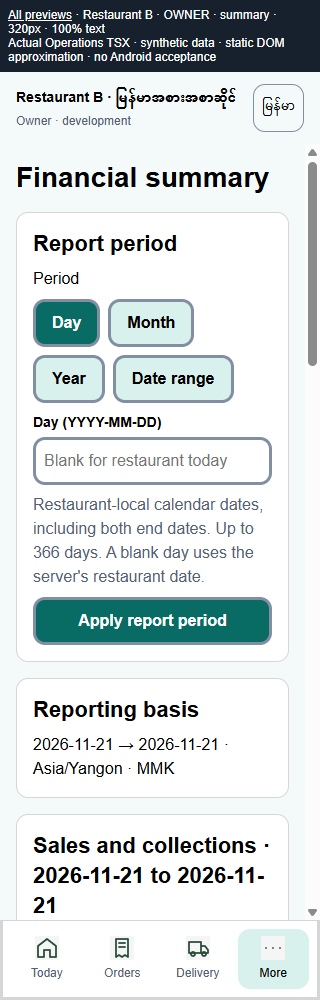 All previews · Restaurant B · OWNER · summary ·
320px · 100% text
Actual Operations TSX · synthetic data · static DOM
approximation · no Android acceptance
Restaurant B · မြန်မာအစားအစာဆိုင်
မြန်မာ
Owner · development
Financial summary
Report period
Period
Day
Month
Year
Date range
Day (YYYY-MM-DD)
Blank for restaurant today
Restaurant-local calendar dates,
including both end dates. Up to
366 days. A blank day uses the
server's restaurant date.
Apply report period
Reporting basis
2026-11-21 → 2026-11-21 ·
Asia/Yangon · MMK
Sales and collections ·
2026-11-21 to 2026-11-
21
Today
Orders
Delivery
More